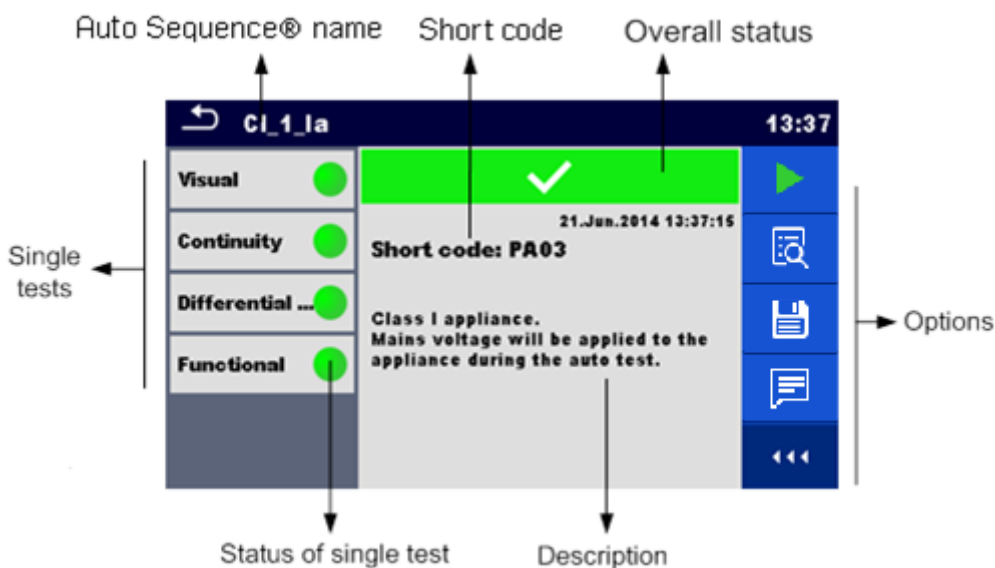 Auto Sequence® name
Short code
Overall status
Cl_1_Ia
13:37
Visual
Continuity
Differential ...
Functional
21.Jun.2014 13:37:15
Short code: PA03
Class I appliance.
Mains voltage will be applied to the
appliance during the auto test.
Single
tests
Options
Status of single test
Description